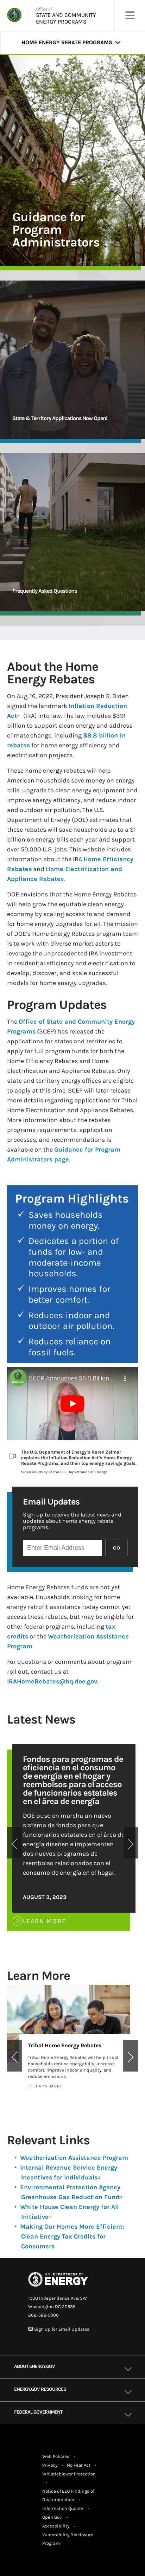 Office of
STATE AND COMMUNITY
ENERGY PROGRAMS
HOME ENERGY REBATE PROGRAMS
Guidance for
Program
Administrators
State & Territory Applications Now Open!
Frequently Asked Questions
About the Home
Energy Rebates
On Aug. 16, 2022, President Joseph R. Biden
signed the landmark Inflation Reduction
Act (IRA) into law. The law includes $391
billion to support clean energy and address
climate change, including $8.8 billion in
rebates for home energy efficiency and
electrification projects.
These home energy rebates will help
American households save money on energy
bills, upgrade to clean energy equipment and
improve energy efficiency, and reduce indoor
and outdoor air pollution. The U.S.
Department of Energy (DOE) estimates that
these rebates will save households up to $1
billion on energy bills each year and support
over 50,000 U.S. jobs. This website includes
information about the IRA Home Efficiency
Rebates and Home Electrification and
Appliance Rebates.
DOE estimates that the Home Energy Rebates
will play a big role in creating a new clean
energy economy and help households save
on their home energy bills for all. The mission
of DOE's Home Energy Rebates program team
is to work with states to ensure the
unprecedented IRA investments in energy
efficiency and electrification get to the
households that need them most, lower
energy bills, and develop scalable models for
clean home energy upgrades.
Program Updates
The Office of State and Community Energy
Programs (SCEP) has released the
application for states and territories to
apply for full program funds for both the
Home Efficiency Rebates and Home
Electrification and Appliance Rebates. Only
state and territory energy offices are eligible
to apply at this time. SCEP will release more
details regarding applications for Tribal
Home Electrification and Appliance Rebates.
More information about the various
program requirements, application
processes, and recommendations is
available on the Guidance for Program
Administrators page.
Program Highlights
Saves households
money on energy.
Dedicates a portion of
funds for low- and
moderate-income
households.
Improves homes for
better comfort.
Reduces indoor and
outdoor air pollution.
Reduces reliance on
fossil fuels.
SCEP Announces $8.5 Billion ...
The U.S. Department of Energy's Karen Zelmar
explains the Inflation Reduction Act's Home Energy
Rebate Programs, and their top energy savings goals.
Video courtesy of the U.S. Department of Energy
Email Updates
Sign up to receive the latest news and
updates about home energy rebate
programs.
Enter Email Address
GO
Home Energy Rebates funds are not yet
available. Households looking for home
energy retrofit assistance today cannot yet
access these rebates, but may be eligible for
other federal programs, including tax
credits or the Weatherization Assistance
Program.
For questions or comments about program
roll out, contact us at
IRAHomeRebates@hq.doe.gov.
Latest News
Fondos para programas de
eficiencia en el consumo
de energía en el hogar y
reembolsos para el acceso
de funcionarios estatales
en el área de energía
DOE puso en marcha un nuevo
sistema de fondos para que
funcionarios estatales en el área de
energía diseñen e implementen
dos nuevos programas de
reembolso relacionados con el
consumo de energía en el hogar.
AUGUST 3, 2023
LEARN MORE
Learn More
Tribal Home Energy Rebates
Tribal Home Energy Rebates will help tribal
households reduce energy bills, increase
comfort, improve indoor air quality, and
reduce emissions.
LEARN MORE
Relevant Links
• Weatherization Assistance Program
• Internal Revenue Service Energy
Incentives for Individuals
• Environmental Protection Agency
Greenhouse Gas Reduction Fund
• White House Clean Energy for All
Initiative
• Making Our Homes More Efficient:
Clean Energy Tax Credits for
Consumers
U.S. DEPARTMENT OF
ENERGY
1000 Independence Ave. SW
Washington DC 20585
202-586-5000
Sign Up for Email Updates
ABOUT ENERGY.GOV
ENERGY.GOV RESOURCES
FEDERAL GOVERNMENT
Web Policies •
Privacy • No Fear Act •
Whistleblower Protection
•
Notice of EEO Findings of
Discrimination •
Information Quality •
Open Gov •
Accessibility •
Vulnerability Disclosure
Program